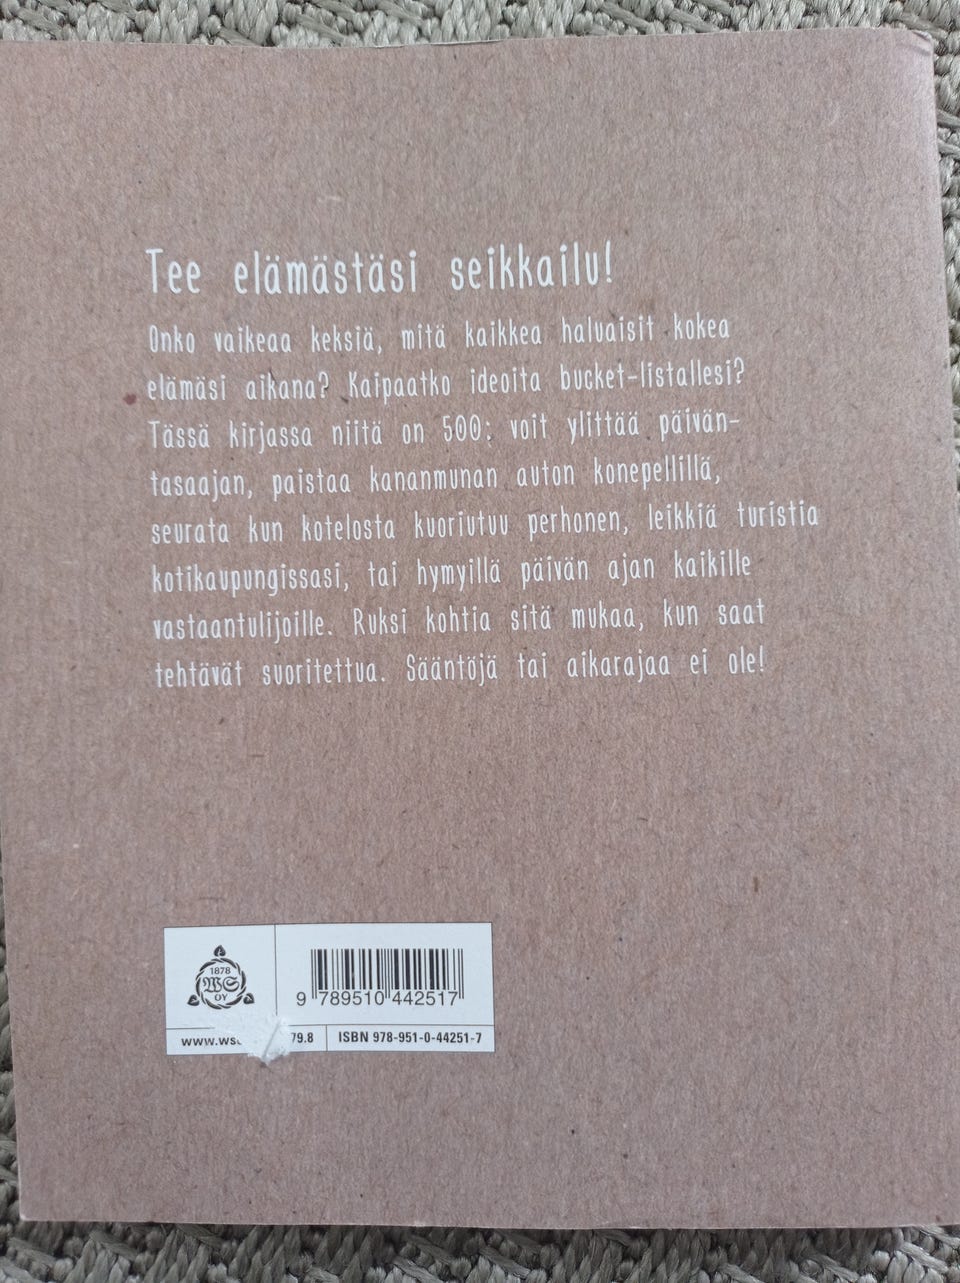 Tee elämästäsi seikkailu!
Onko vaikeaa keksiä, mitä kaikkea haluaisit kokea
elämäsi aikana? Kaipaatko ideoita bucket-listallesi?
Tässä kirjassa niitä on 500: voit ylittää päivän-
tasaajan, paistaa kananmunan auton konepellillä,
seurata kun kotelosta kuoriutuu perhonen, leikkiä turistia
kotikaupungissasi, tai hymyillä päivän ajan kaikille
vastaantulijoille. Ruksi kohtia sitä mukaa, kun saat
tehtävät suoritettua. Sääntöjä tai aikarajaa ei ole!
1878
WS
OY
9 789510 442517
79.8 ISBN 978-951-0-44251-7